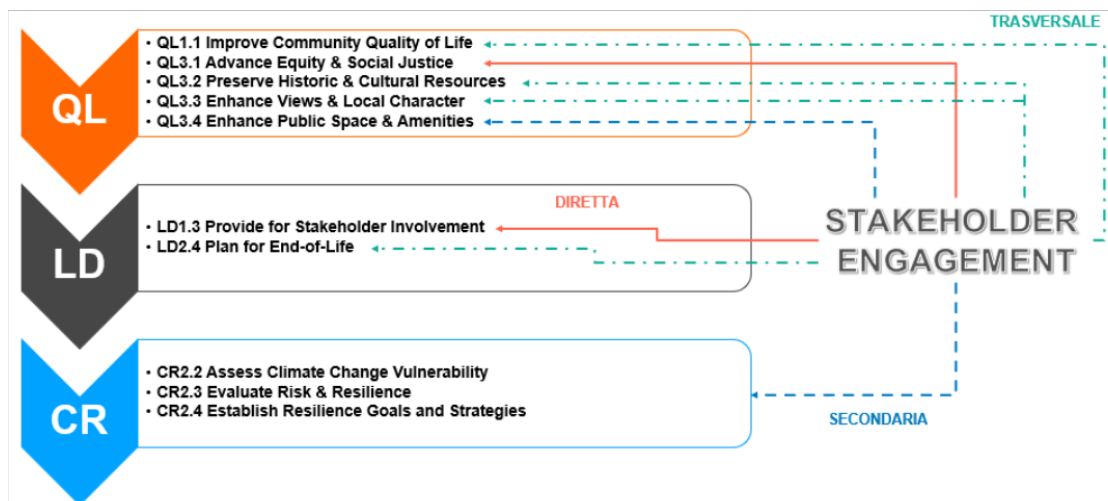 TRASVERSALE
QL
• QL1.1 Improve Community Quality of Life
• QL3.1 Advance Equity & Social Justice
• QL3.2 Preserve Historic & Cultural Resources
• QL3.3 Enhance Views & Local Character
• QL3.4 Enhance Public Space & Amenities
LD
DIRETTA
• LD1.3 Provide for Stakeholder Involvement
• LD2.4 Plan for End-of-Life
STAKEHOLDER
ENGAGEMENT
CR
• CR2.2 Assess Climate Change Vulnerability
• CR2.3 Evaluate Risk & Resilience
• CR2.4 Establish Resilience Goals and Strategies
SECONDARIA